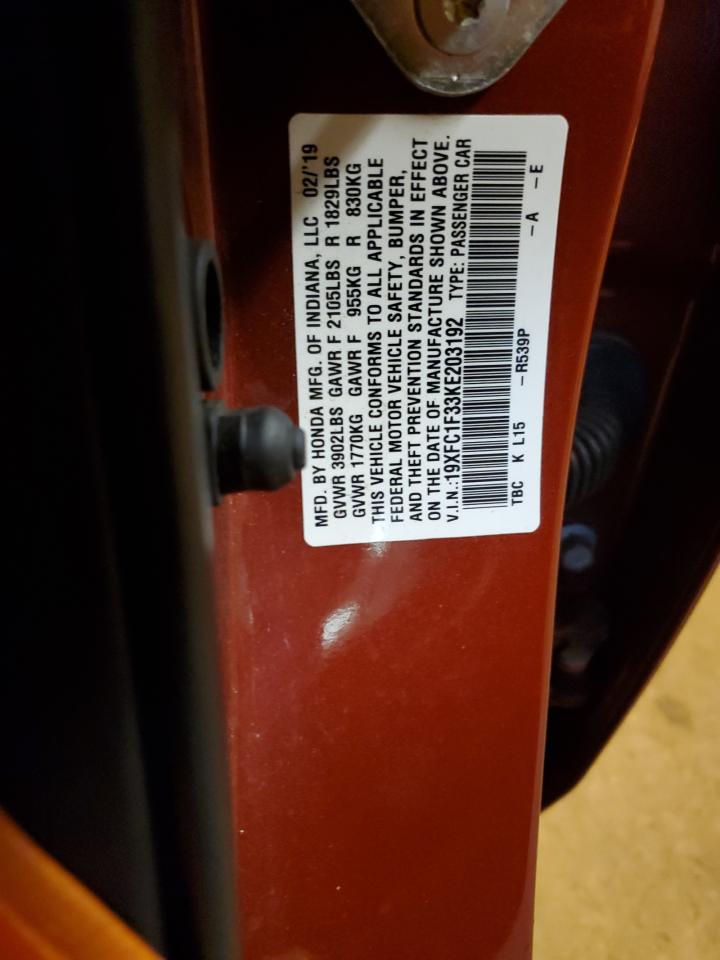 MFD. BY HONDA MFG. OF INDIANA, LLC 02/'19
GVWR 3902LBS GAWR F 2105LBS R 1829LBS
GVWR 1770KG GAWR F 955KG R 830KG
THIS VEHICLE CONFORMS TO ALL APPLICABLE
FEDERAL MOTOR VEHICLE SAFETY, BUMPER,
AND THEFT PREVENTION STANDARDS IN EFFECT
ON THE DATE OF MANUFACTURE SHOWN ABOVE.
V.I.N.:19XFC1F33KE203192 TYPE: PASSENGER CAR
TBC K L15 –R539P –A –E